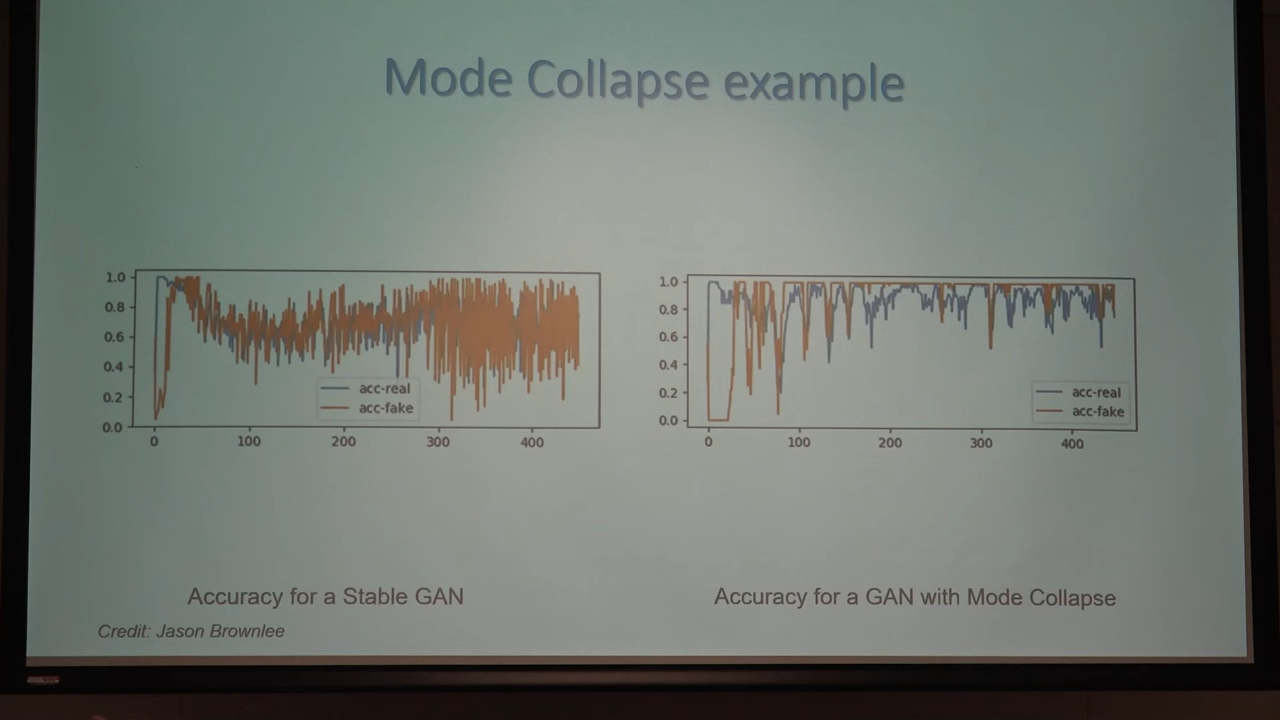 Mode Collapse example
1.0
0.8
0.6
0.4
0.2
0.0
0 100 200 300 400
acc-real
acc-fake
1.0
0.8
0.6
0.4
0.2
0.0
0 100 200 300 400
acc-real
acc-fake
Accuracy for a Stable GAN
Accuracy for a GAN with Mode Collapse
Credit: Jason Brownlee